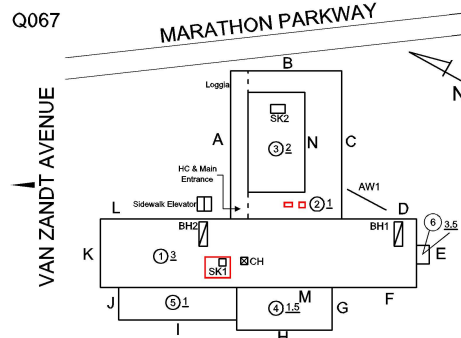 Q067
MARATHON PARKWAY
VAN ZANDT AVENUE
N
B
Loggia
SK2
A
N
C
③ 2
HC & Main
Entrance
AW1
Sidewalk Elevator
② 1
L
D
BH2
BH1
⑥ 3.5
K
① 3
CH
E
SK1
J
M
F
⑤ 1
④ 1.5
G
I
H